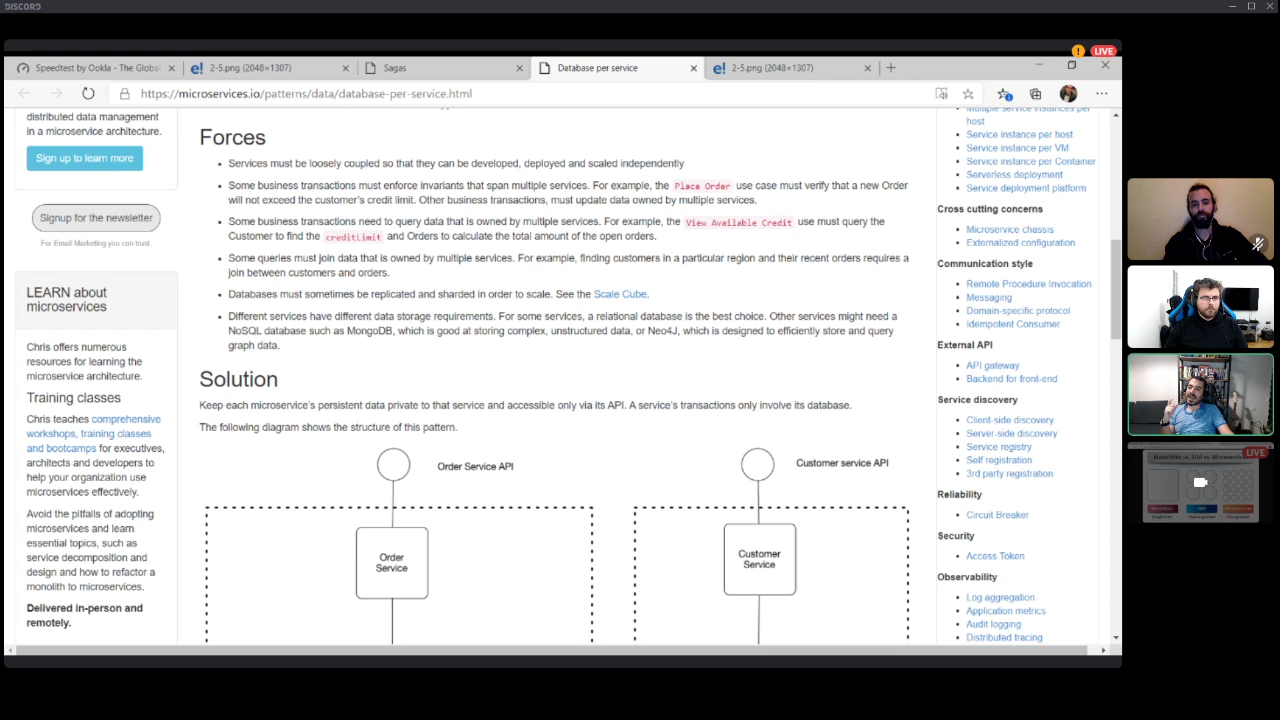 DISCORD
LIVE
Speedtest by Ookla - The Global
2-5.png (2048×1307)
Sagas
Database per service
2-5.png (2048×1307)
https://microservices.io/patterns/data/database-per-service.html
distributed data management
in a microservice architecture.
Sign up to learn more
Signup for the newsletter
For Email Marketing you can trust.
LEARN about
microservices
Chris offers numerous
resources for learning the
microservice architecture.
Training classes
Chris teaches comprehensive
workshops, training classes
and bootcamps for executives,
architects and developers to
help your organization use
microservices effectively.
Avoid the pitfalls of adopting
microservices and learn
essential topics, such as
service decomposition and
design and how to refactor a
monolith to microservices.
Delivered in-person and
remotely.
Forces
Services must be loosely coupled so that they can be developed, deployed and scaled independently
Some business transactions must enforce invariants that span multiple services. For example, the Place Order use case must verify that a new Order
will not exceed the customer's credit limit. Other business transactions, must update data owned by multiple services.
Some business transactions need to query data that is owned by multiple services. For example, the View Available Credit use must query the
Customer to find the creditLimit and Orders to calculate the total amount of the open orders.
Some queries must join data that is owned by multiple services. For example, finding customers in a particular region and their recent orders requires a
join between customers and orders.
Databases must sometimes be replicated and sharded in order to scale. See the Scale Cube.
Different services have different data storage requirements. For some services, a relational database is the best choice. Other services might need a
NoSQL database such as MongoDB, which is good at storing complex, unstructured data, or Neo4J, which is designed to efficiently store and query
graph data.
Solution
Keep each microservice's persistent data private to that service and accessible only via its API. A service's transactions only involve its database.
The following diagram shows the structure of this pattern.
Order Service API
Customer service API
Order
Service
Customer
Service
Multiple service instances per
host
Service instance per host
Service instance per VM
Service instance per Container
Serverless deployment
Service deployment platform
Cross cutting concerns
Microservice chassis
Externalized configuration
Communication style
Remote Procedure Invocation
Messaging
Domain-specific protocol
Idempotent Consumer
External API
API gateway
Backend for front-end
Service discovery
Client-side discovery
Server-side discovery
Service registry
Self registration
3rd party registration
Reliability
Circuit Breaker
Security
Access Token
Observability
Log aggregation
Application metrics
Audit logging
Distributed tracing
LIVE
Monolithic vs. SOA vs. Microservices